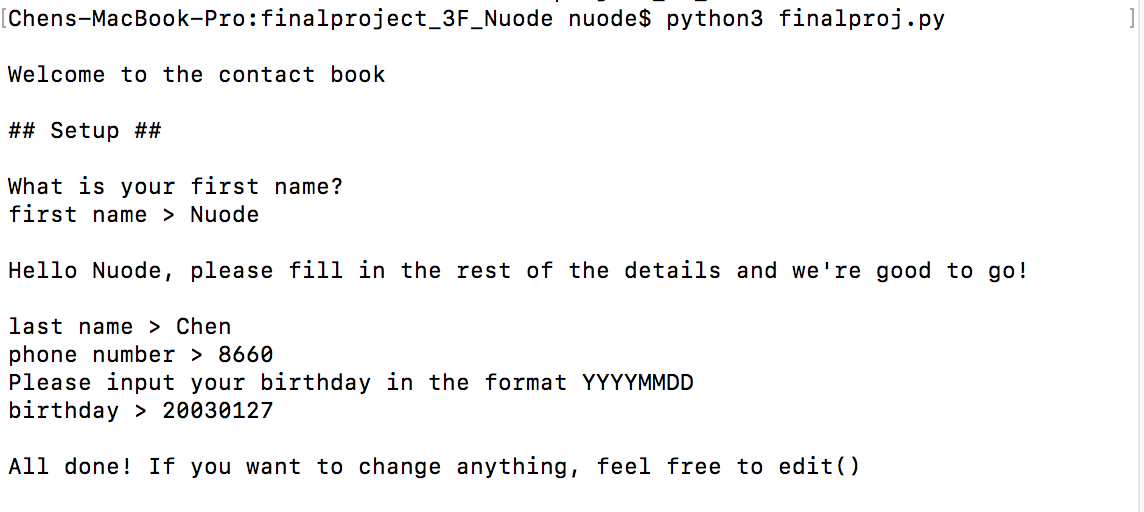 [Chens-MacBook-Pro:finalproject_3F_Nuode nuode$ python3 finalproj.py ]
Welcome to the contact book
## Setup ##
What is your first name?
first name > Nuode
Hello Nuode, please fill in the rest of the details and we're good to go!
last name > Chen
phone number > 8660
Please input your birthday in the format YYYYMMDD
birthday > 20030127
All done! If you want to change anything, feel free to edit()